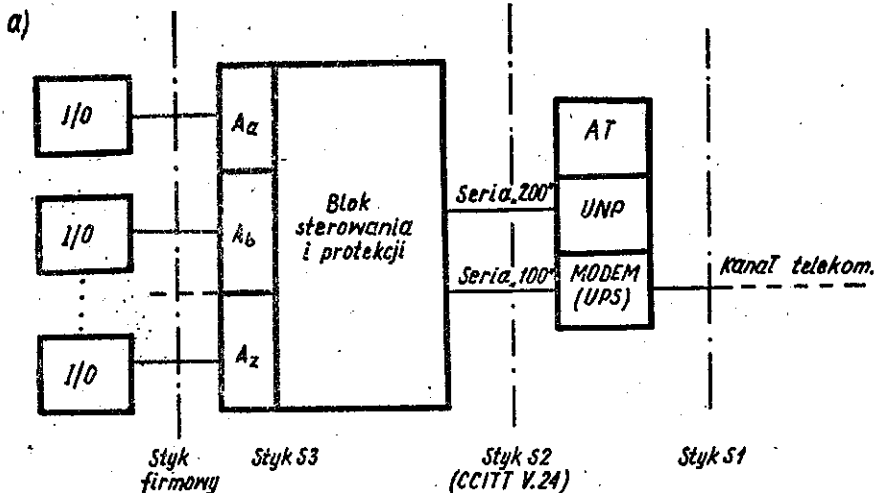 a)
I/O
Aa
I/O
Ab
I/O
Az
Blok
sterowania
i protekcji
Seria „200"
Seria „100"
AT
UNP
MODEM
(UPS)
Kanał telekom.
Styk
firmowy
Styk S3
Styk S2
(CCITT V.24)
Styk S1